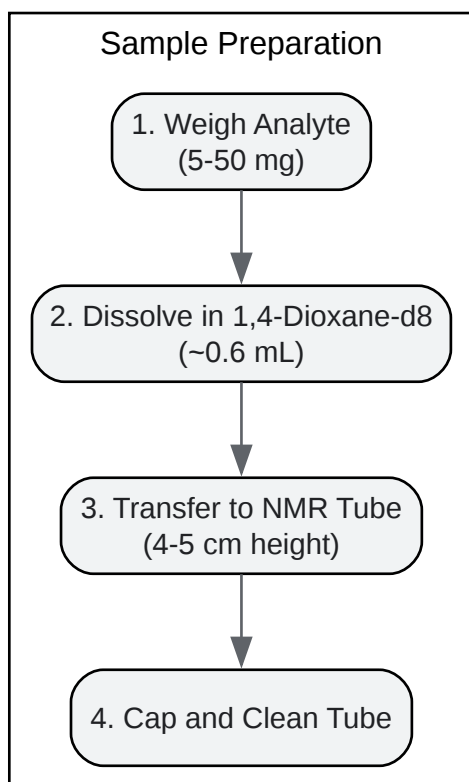 Sample Preparation
1. Weigh Analyte
(5-50 mg)
2. Dissolve in 1,4-Dioxane-d8
(~0.6 mL)
3. Transfer to NMR Tube
(4-5 cm height)
4. Cap and Clean Tube